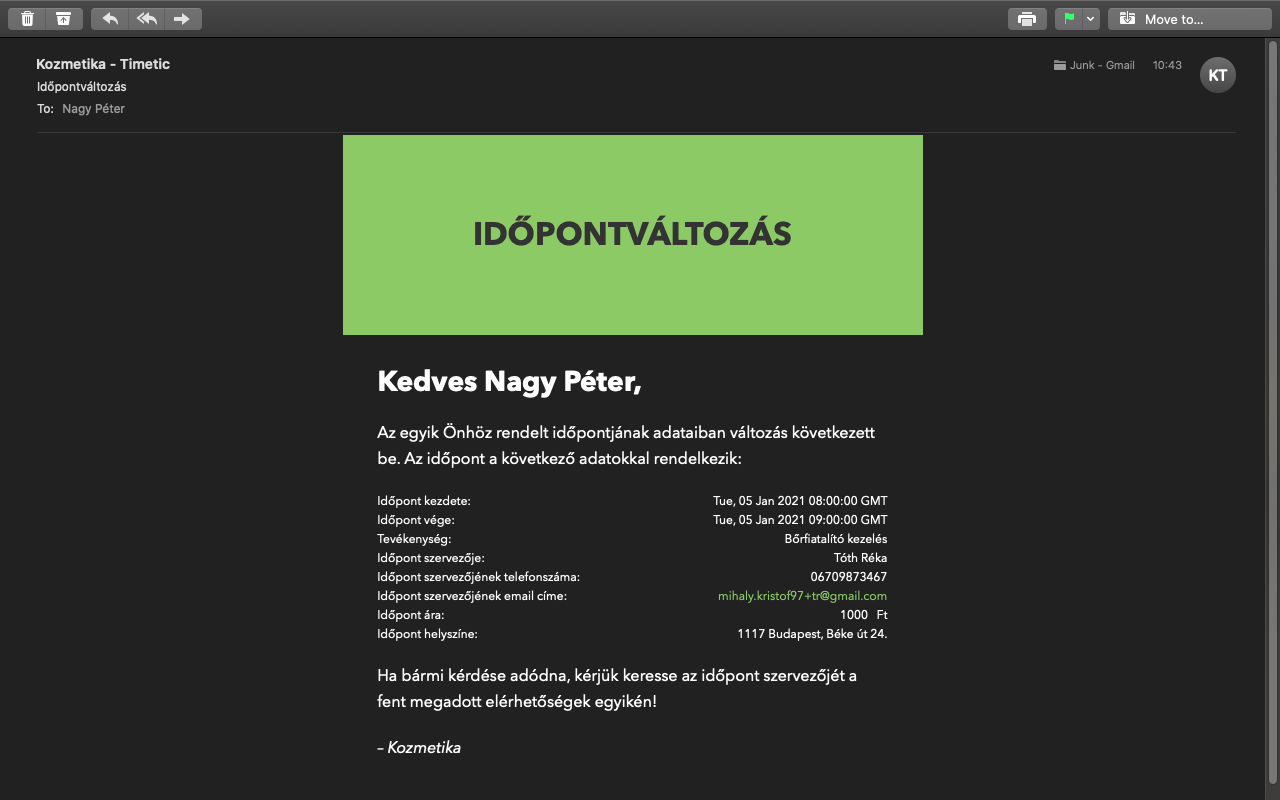 Move to...
Kozmetika - Timetic
Junk - Gmail 10:43
KT
Időpontváltozás
To: Nagy Péter
IDŐPONTVÁLTOZÁS
Kedves Nagy Péter,
Az egyik Önhöz rendelt időpontjának adataiban változás következett
be. Az időpont a következő adatokkal rendelkezik:
Időpont kezdete: Tue, 05 Jan 2021 08:00:00 GMT
Időpont vége: Tue, 05 Jan 2021 09:00:00 GMT
Tevékenység: Bőrfiatalító kezelés
Időpont szervezője: Tóth Réka
Időpont szervezőjének telefonszáma: 06709873467
Időpont szervezőjének email címe: mihaly.kristof97+tr@gmail.com
Időpont ára: 1000 Ft
Időpont helyszíne: 1117 Budapest, Béke út 24.
Ha bármi kérdése adódna, kérjük keresse az időpont szervezőjét a
fent megadott elérhetőségek egyikén!
– Kozmetika